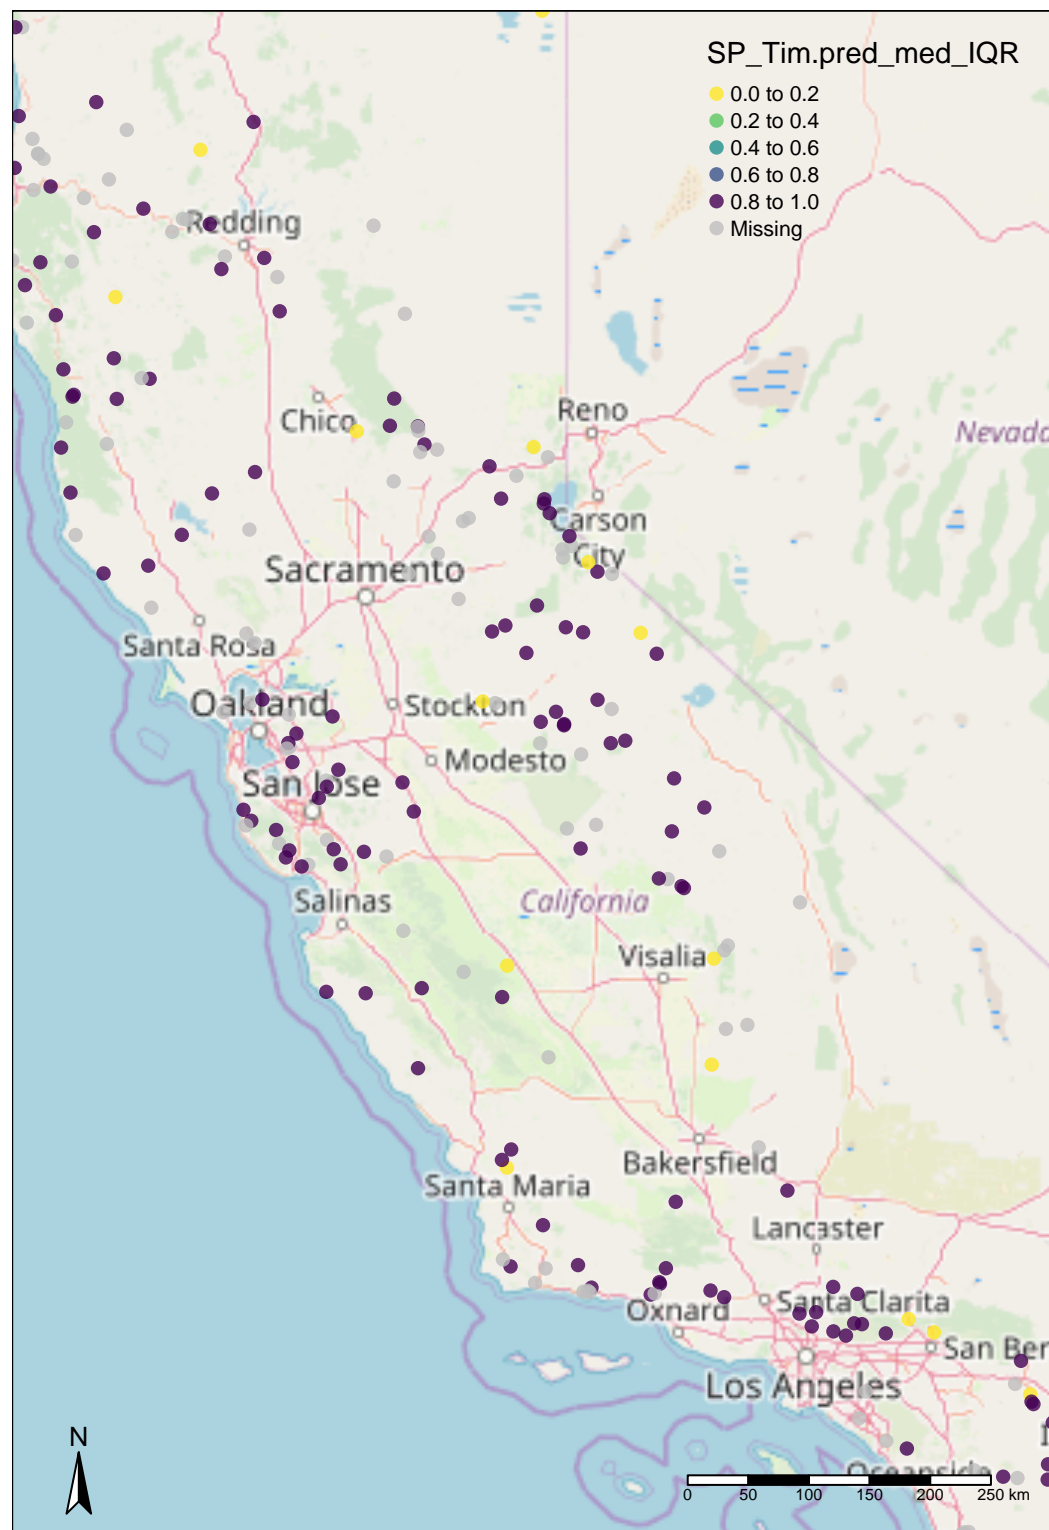 SP_Tim.pred_med_IQR
0.0 to 0.2
0.2 to 0.4
0.4 to 0.6
0.6 to 0.8
0.8 to 1.0
Missing
Redding
Chico
Reno
Nevada
Carson
City
Sacramento
Santa Rosa
Oakland
Stockton
Modesto
San Jose
Salinas
California
Visalia
Bakersfield
Santa Maria
Lancaster
Santa Clarita
Oxnard
San Ber
Los Angeles
Oceanside
N
0 50 100 150 200 250 km